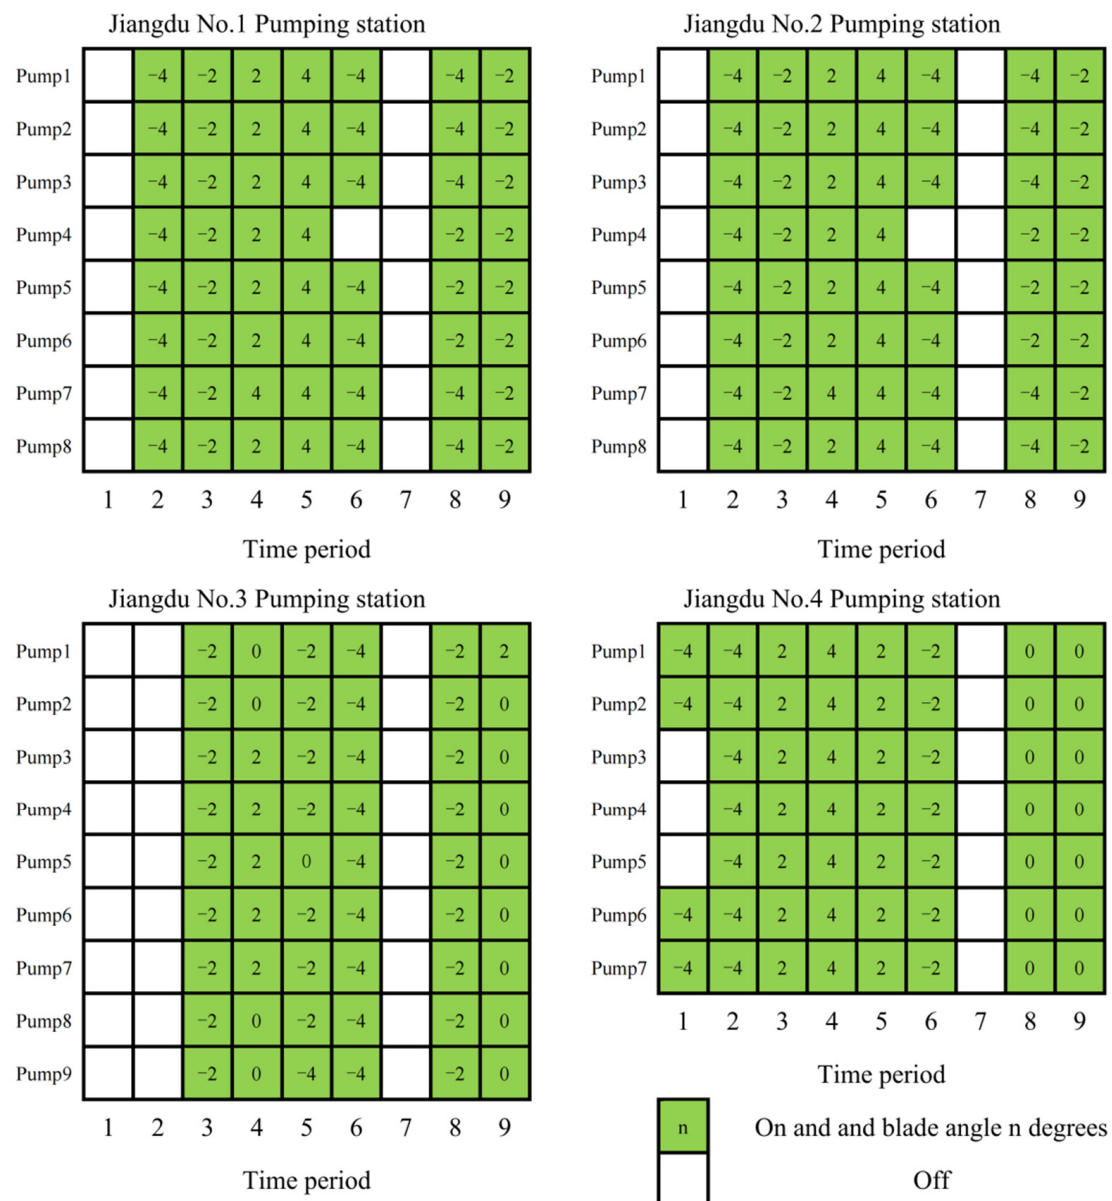 Jiangdu No.1 Pumping station
Pump1 −4 −2 2 4 −4 −4 −2
Pump2 −4 −2 2 4 −4 −4 −2
Pump3 −4 −2 2 4 −4 −4 −2
Pump4 −4 −2 2 4 −2 −2
Pump5 −4 −2 2 4 −4 −2 −2
Pump6 −4 −2 2 4 −4 −2 −2
Pump7 −4 −2 4 4 −4 −4 −2
Pump8 −4 −2 2 4 −4 −4 −2
1 2 3 4 5 6 7 8 9
Time period
Jiangdu No.2 Pumping station
Pump1 −4 −2 2 4 −4 −4 −2
Pump2 −4 −2 2 4 −4 −4 −2
Pump3 −4 −2 2 4 −4 −4 −2
Pump4 −4 −2 2 4 −2 −2
Pump5 −4 −2 2 4 −4 −2 −2
Pump6 −4 −2 2 4 −4 −2 −2
Pump7 −4 −2 4 4 −4 −4 −2
Pump8 −4 −2 2 4 −4 −4 −2
1 2 3 4 5 6 7 8 9
Time period
Jiangdu No.3 Pumping station
Pump1 −2 0 −2 −4 −2 2
Pump2 −2 0 −2 −4 −2 0
Pump3 −2 2 −2 −4 −2 0
Pump4 −2 2 −2 −4 −2 0
Pump5 −2 2 0 −4 −2 0
Pump6 −2 2 −2 −4 −2 0
Pump7 −2 2 −2 −4 −2 0
Pump8 −2 0 −2 −4 −2 0
Pump9 −2 0 −4 −4 −2 0
1 2 3 4 5 6 7 8 9
Time period
Jiangdu No.4 Pumping station
Pump1 −4 −4 2 4 2 −2 0 0
Pump2 −4 −4 2 4 2 −2 0 0
Pump3 −4 2 4 2 −2 0 0
Pump4 −4 2 4 2 −2 0 0
Pump5 −4 2 4 2 −2 0 0
Pump6 −4 −4 2 4 2 −2 0 0
Pump7 −4 −4 2 4 2 −2 0 0
1 2 3 4 5 6 7 8 9
Time period
n On and and blade angle n degrees
Off